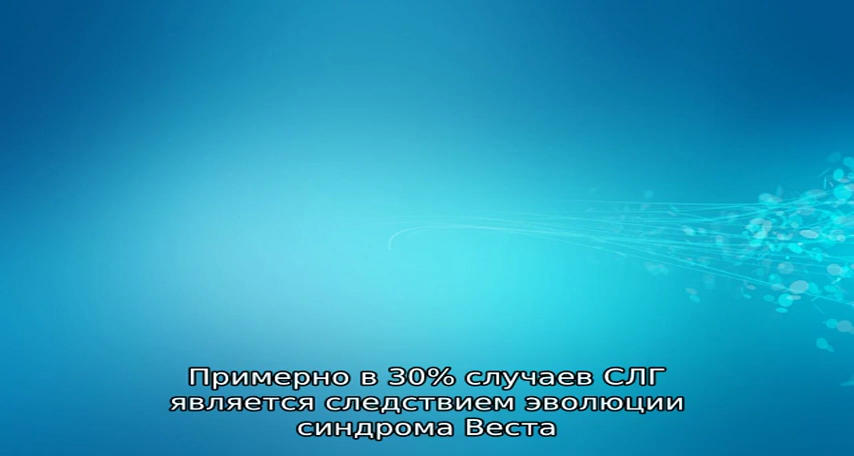 Примерно в 30% случаев СЛГ
является следствием эволюции
синдрома Веста